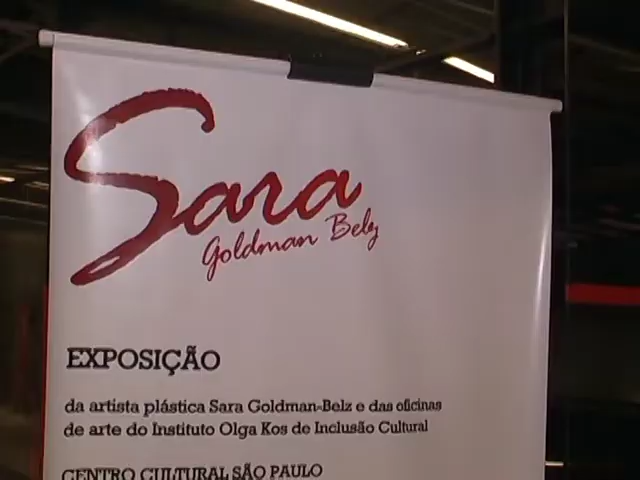 Sara
Goldman Belz
EXPOSIÇÃO
da artista plástica Sara Goldman-Belz e das oficinas
de arte do Instituto Olga Kos de Inclusão Cultural
CENTRO CULTURAL SÃO PAULO